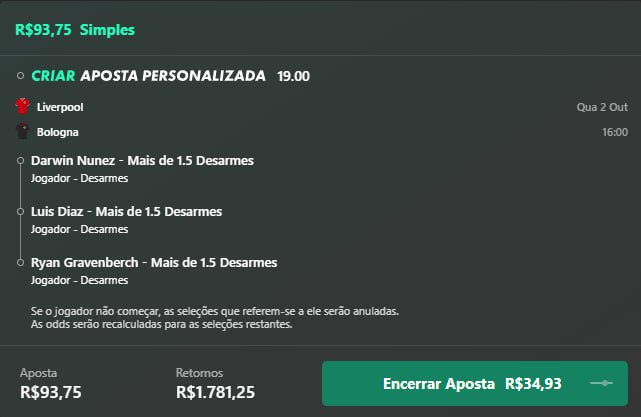 R$93,75 Simples
CRIAR APOSTA PERSONALIZADA 19.00
Liverpool Qua 2 Out
Bologna 16:00
Darwin Nunez - Mais de 1.5 Desarmes
Jogador - Desarmes
Luis Diaz - Mais de 1.5 Desarmes
Jogador - Desarmes
Ryan Gravenberch - Mais de 1.5 Desarmes
Jogador - Desarmes
Se o jogador não começar, as seleções que referem-se a ele serão anuladas.
As odds serão recalculadas para as seleções restantes.
Aposta Retornos
R$93,75 R$1.781,25
Encerrar Aposta R$34,93